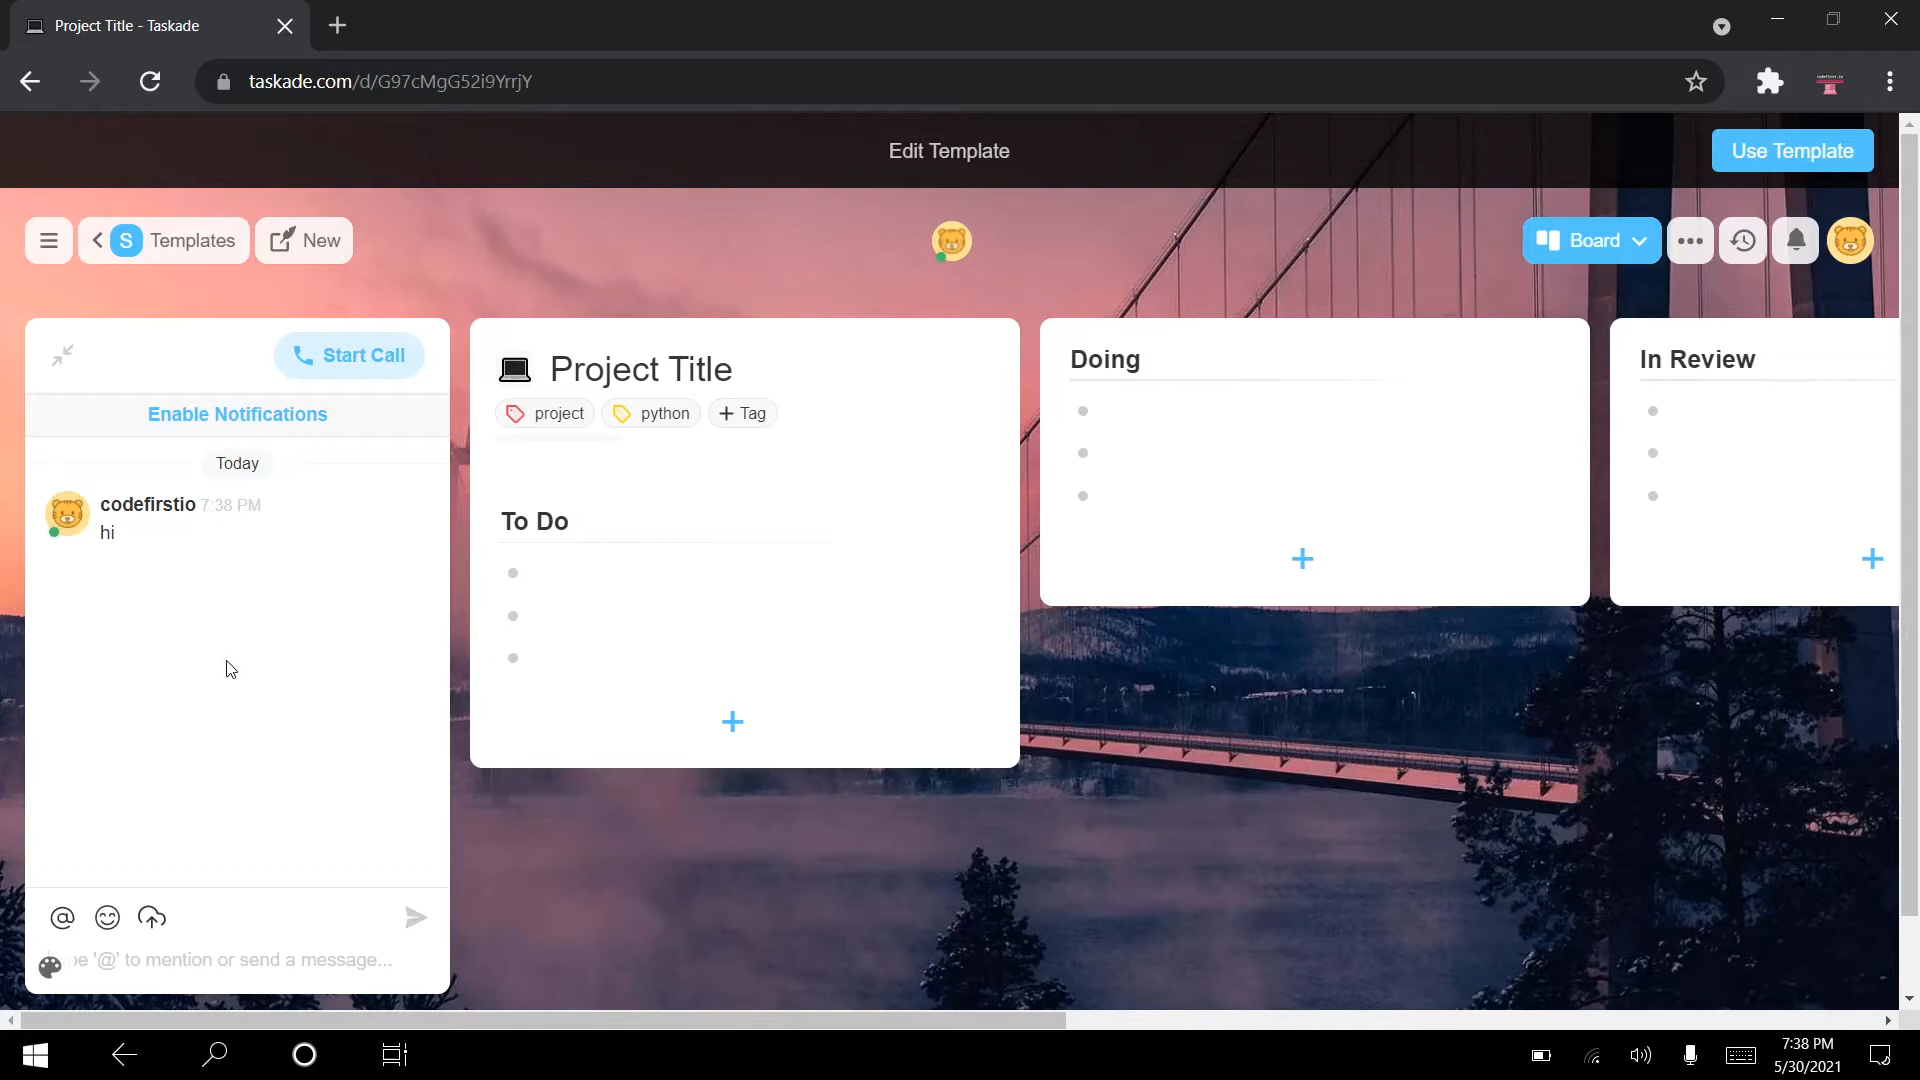 Project Title - Taskade
taskade.com/d/G97cMgG52i9YrrjY
Edit Template
Use Template
S Templates
New
Board
Start Call
Enable Notifications
Today
codefirstio 7:38 PM
hi
Project Title
project
python
+ Tag
To Do
Doing
In Review
'@' to mention or send a message...
7:38 PM
5/30/2021